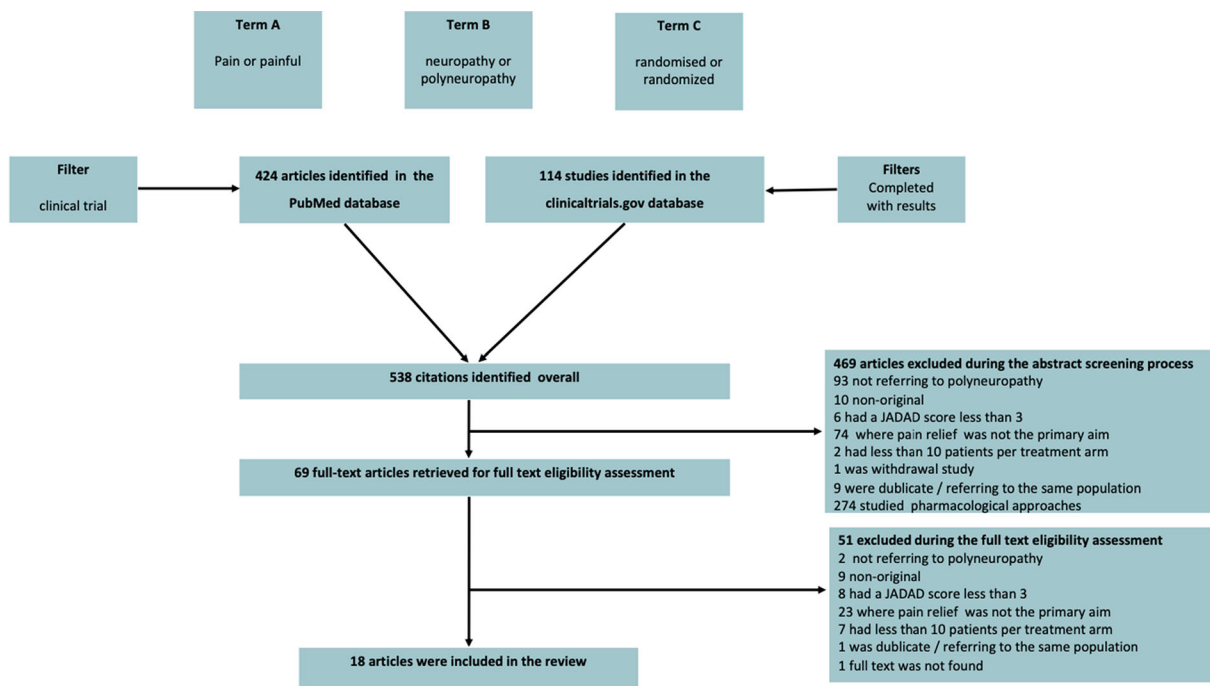 Term A
Pain or painful
Term B
neuropathy or
polyneuropathy
Term C
randomised or
randomized
Filter
clinical trial
424 articles identified in the
PubMed database
114 studies identified in the
clinicaltrials.gov database
Filters
Completed
with results
538 citations identified overall
469 articles excluded during the abstract screening process
93 not referring to polyneuropathy
10 non-original
6 had a JADAD score less than 3
74 where pain relief was not the primary aim
2 had less than 10 patients per treatment arm
1 was withdrawal study
9 were dublicate / referring to the same population
274 studied pharmacological approaches
69 full-text articles retrieved for full text eligibility assessment
51 excluded during the full text eligibility assessment
2 not referring to polyneuropathy
9 non-original
8 had a JADAD score less than 3
23 where pain relief was not the primary aim
7 had less than 10 patients per treatment arm
1 was dublicate / referring to the same population
1 full text was not found
18 articles were included in the review